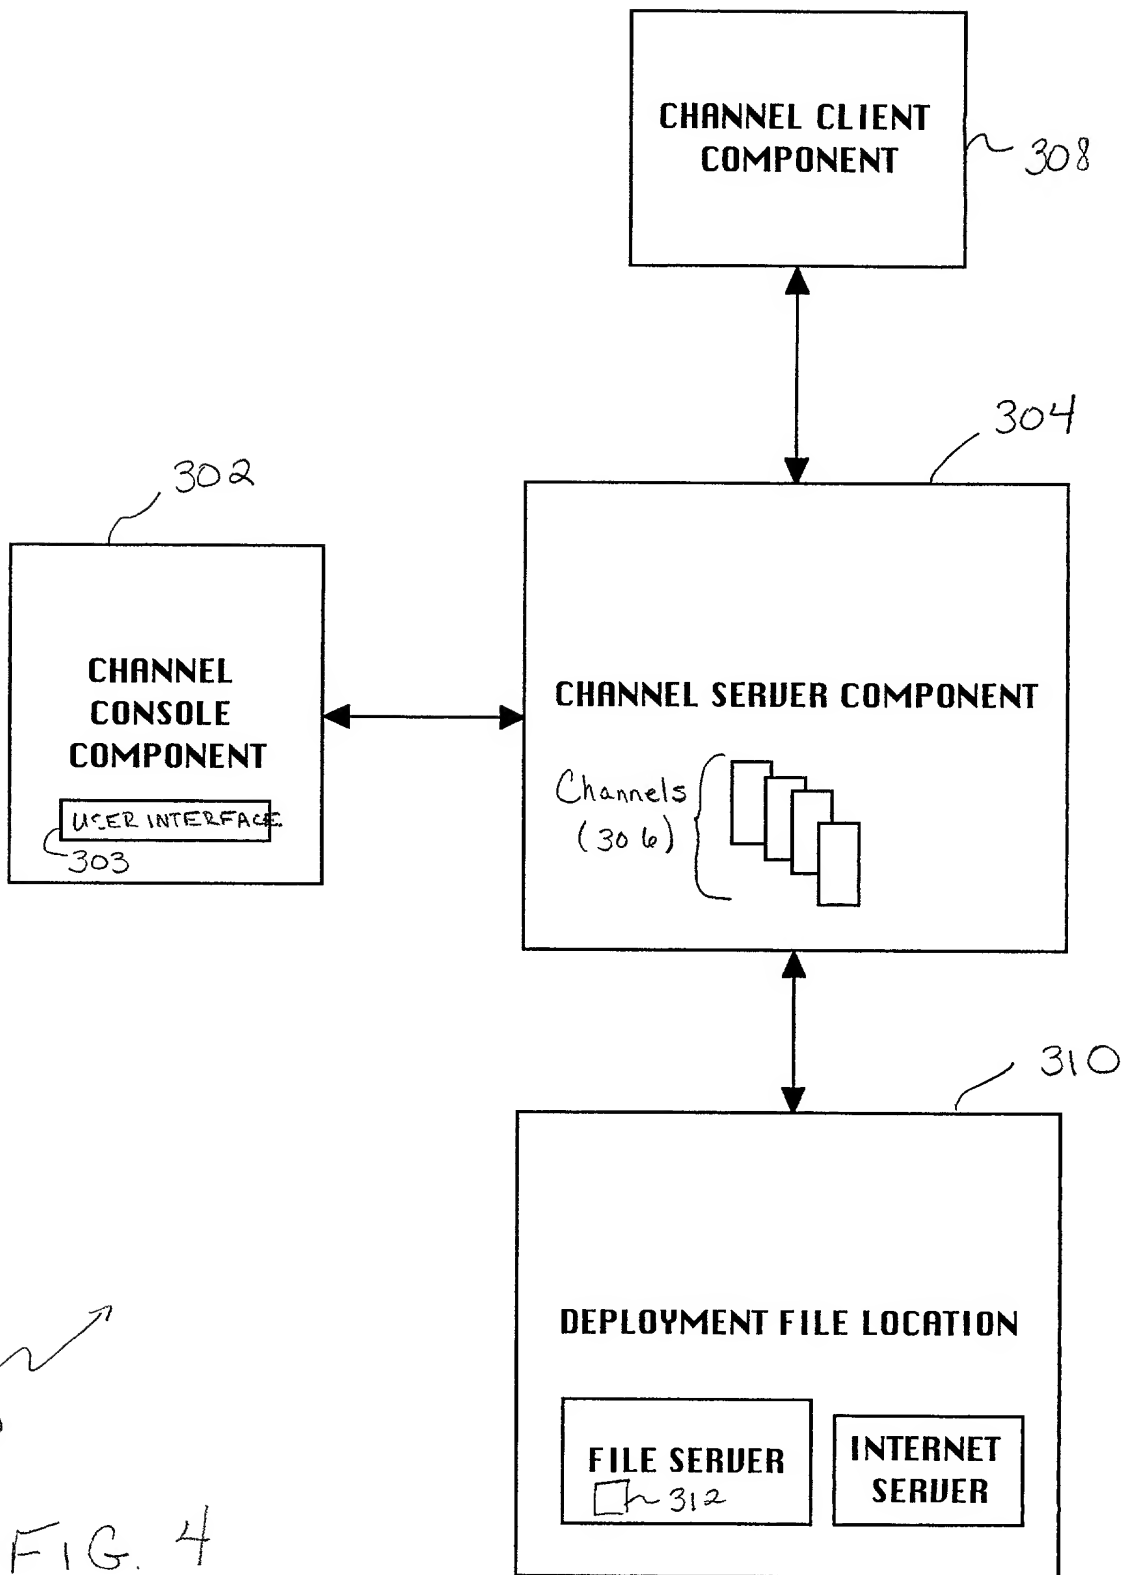 CHANNEL CLIENT
COMPONENT
308
304
302
CHANNEL
CONSOLE
COMPONENT
USER INTERFACE
303
CHANNEL SERVER COMPONENT
Channels
(306)
310
DEPLOYMENT FILE LOCATION
FILE SERVER
312
INTERNET
SERVER
FIG. 4